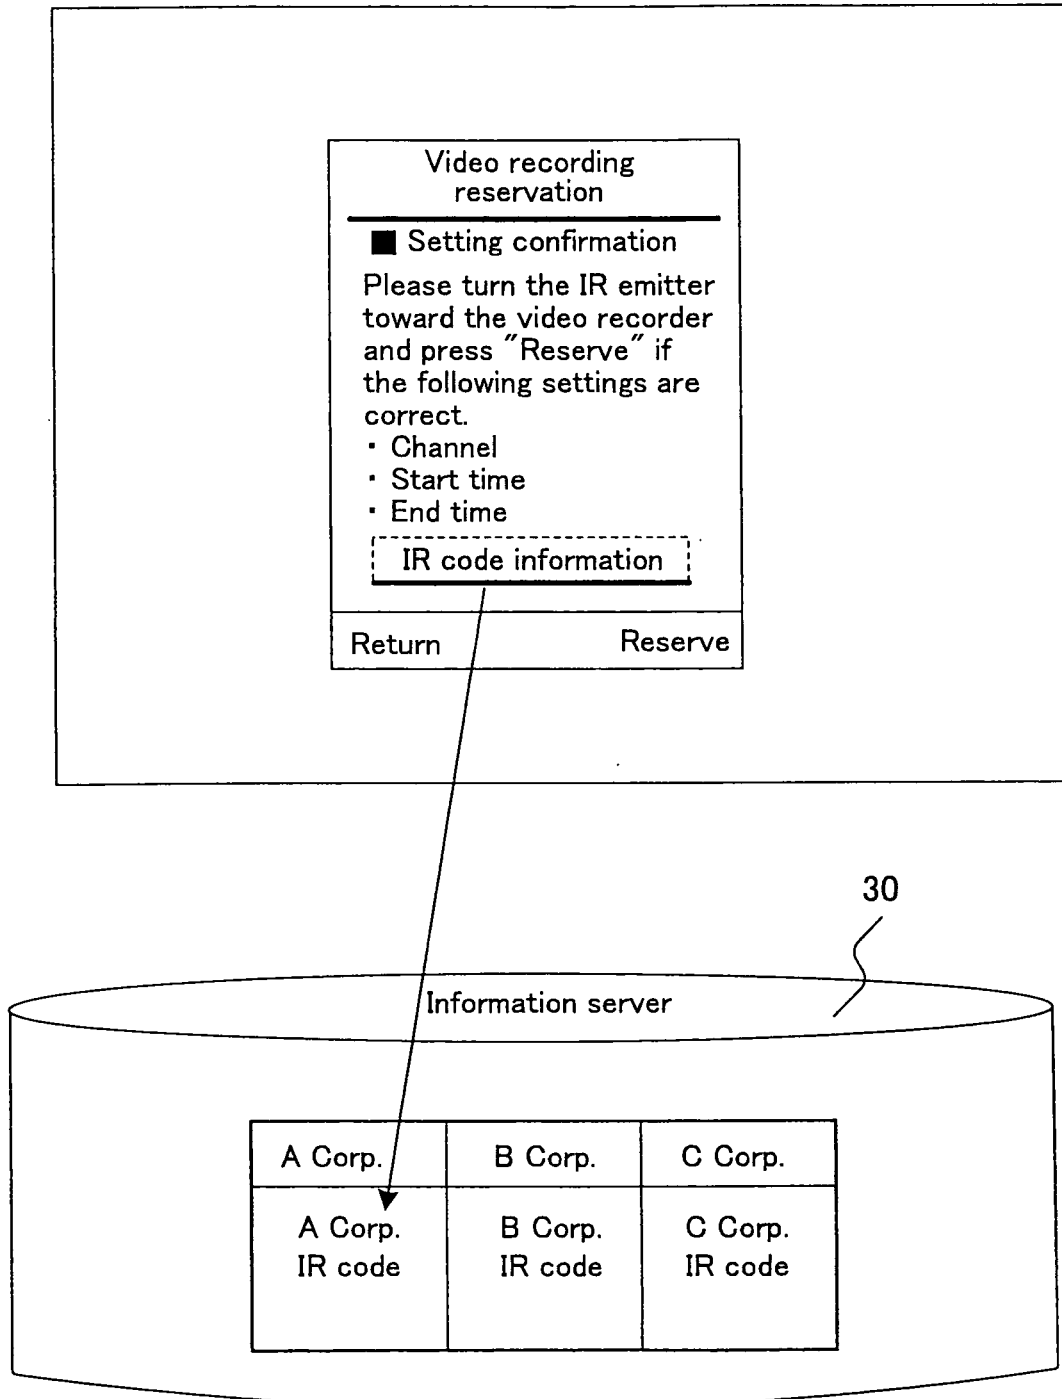 Video recording
reservation
■ Setting confirmation
Please turn the IR emitter
toward the video recorder
and press "Reserve" if
the following settings are
correct.
・ Channel
・ Start time
・ End time
IR code information
Return Reserve
30
Information server
A Corp. B Corp. C Corp.
A Corp. B Corp. C Corp.
IR code IR code IR code